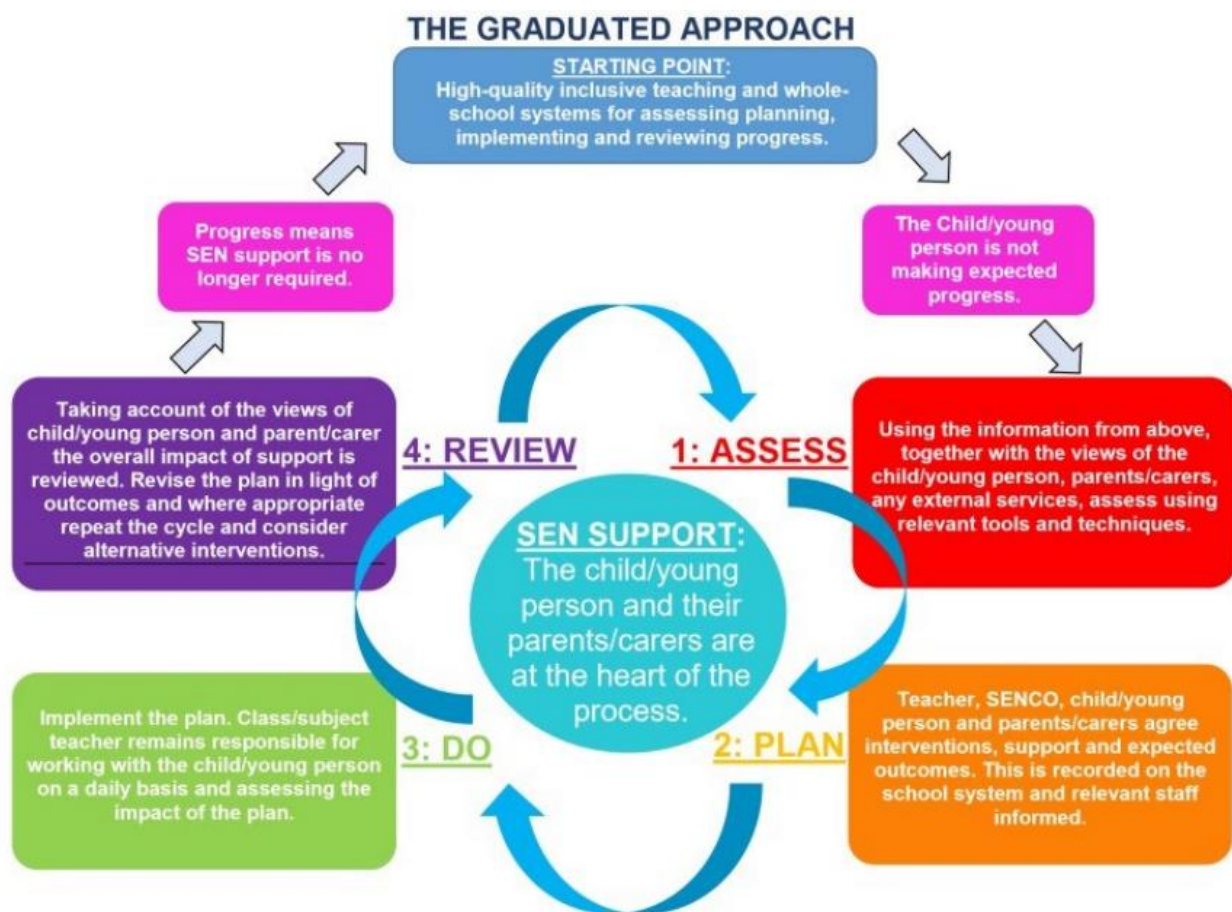 THE GRADUATED APPROACH
STARTING POINT:
High-quality inclusive teaching and whole-
school systems for assessing planning,
implementing and reviewing progress.
Progress means
SEN support is no
longer required.
The Child/young
person is not
making expected
progress.
Taking account of the views of
child/young person and parent/carer
the overall impact of support is
reviewed. Revise the plan in light of
outcomes and where appropriate
repeat the cycle and consider
alternative interventions.
4: REVIEW
1: ASSESS
Using the information from above,
together with the views of the
child/young person, parents/carers,
any external services, assess using
relevant tools and techniques.
SEN SUPPORT:
The child/young
person and their
parents/carers are
at the heart of the
process.
Implement the plan. Class/subject
teacher remains responsible for
working with the child/young person
on a daily basis and assessing the
impact of the plan.
3: DO
2: PLAN
Teacher, SENCO, child/young
person and parents/carers agree
interventions, support and expected
outcomes. This is recorded on the
school system and relevant staff
informed.